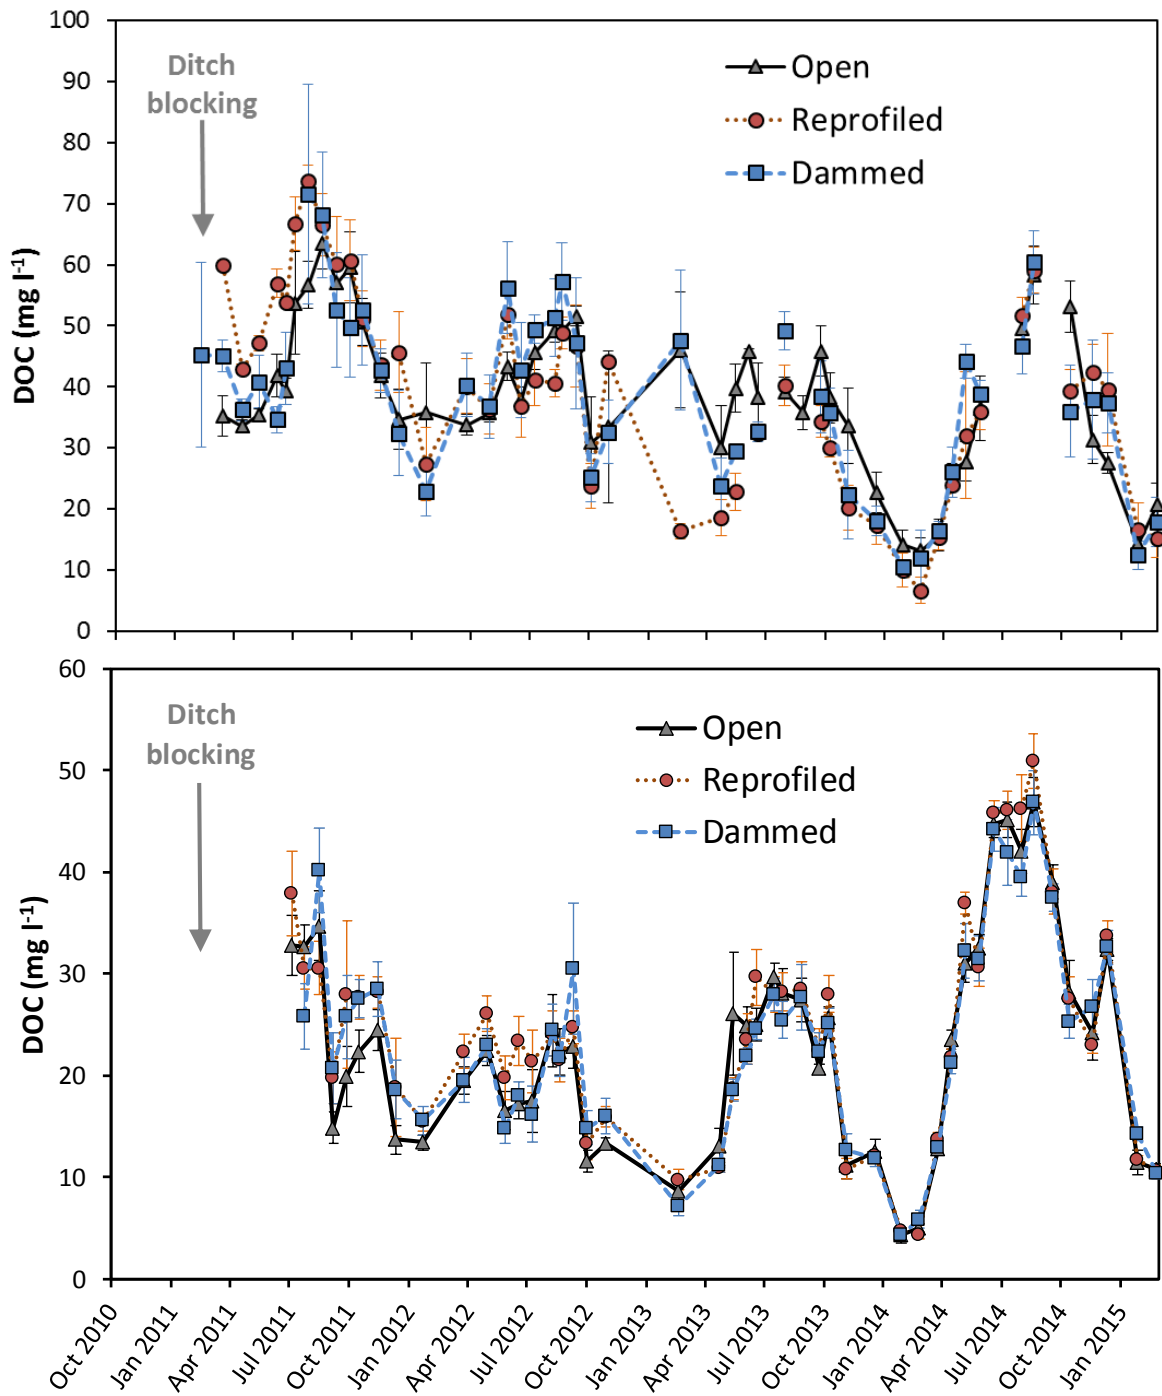 100
90
80
70
60
50
40
30
20
10
0
DOC (mg l-1)
Ditch
blocking
Open
Reprofiled
Dammed
60
50
40
30
20
10
0
DOC (mg l-1)
Ditch
blocking
Open
Reprofiled
Dammed
Oct 2010
Jan 2011
Apr 2011
Jul 2011
Oct 2011
Jan 2012
Apr 2012
Jul 2012
Oct 2012
Jan 2013
Apr 2013
Jul 2013
Oct 2013
Jan 2014
Apr 2014
Jul 2014
Oct 2014
Jan 2015